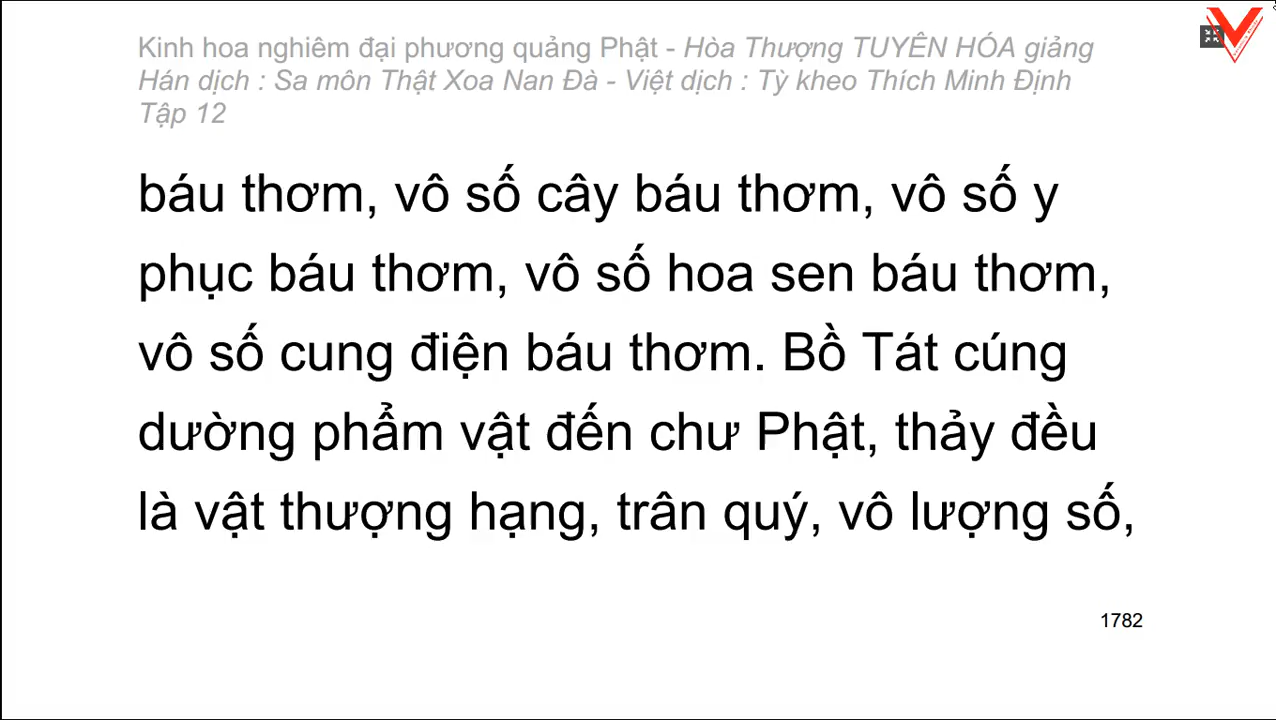 Kinh hoa nghiêm đại phương quảng Phật - Hòa Thượng TUYÊN HÓA giảng
Hán dịch : Sa môn Thật Xoa Nan Đà - Việt dịch : Tỳ kheo Thích Minh Định
Tập 12
báu thơm, vô số cây báu thơm, vô số y
phục báu thơm, vô số hoa sen báu thơm,
vô số cung điện báu thơm. Bồ Tát cúng
dường phẩm vật đến chư Phật, thảy đều
là vật thượng hạng, trân quý, vô lượng số,
1782